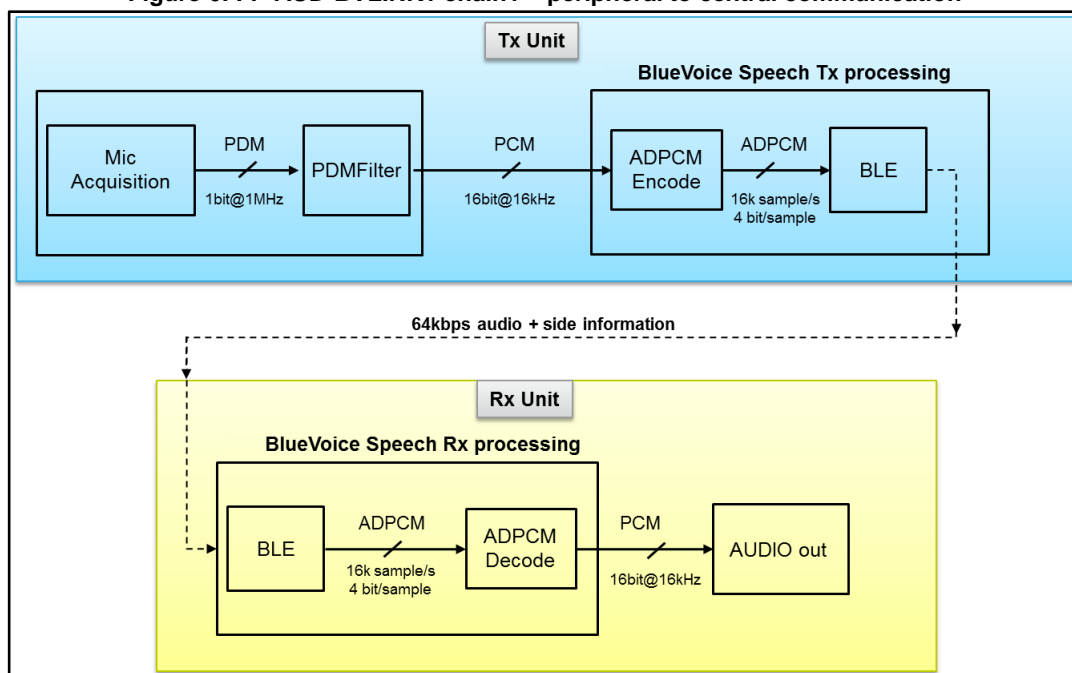 Tx Unit
BlueVoice Speech Tx processing
Mic
Acquisition
PDM
1bit@1MHz
PDMFilter
PCM
16bit@16kHz
ADPCM
Encode
ADPCM
16k sample/s
4 bit/sample
BLE
64kbps audio + side information
Rx Unit
BlueVoice Speech Rx processing
BLE
ADPCM
16k sample/s
4 bit/sample
ADPCM
Decode
PCM
16bit@16kHz
AUDIO out